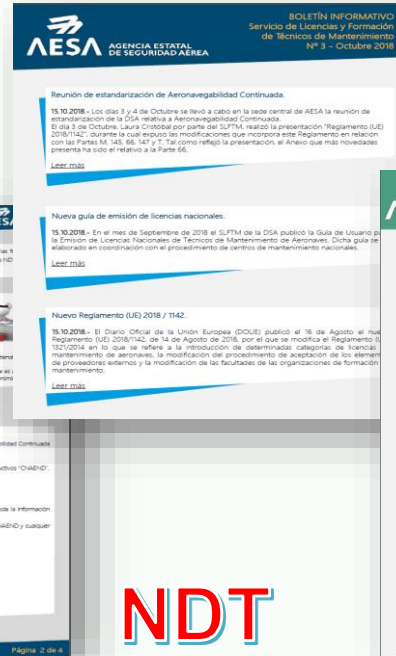 AESA AGENCIA ESTATAL
DE SEGURIDAD AÉREA
BOLETÍN INFORMATIVO
Servicio de Licencias y Formación
de Técnicos de Mantenimiento
Nº 3 - Octubre 2018
Reunión de estandarización de Aeronavegabilidad Continuada.
15.10.2018.- Los días 3 y 4 de Octubre se llevó a cabo en la sede central de AESA la reunión de
estandarización de la DSA relativa a Aeronavegabilidad Continuada.
El día 3 de Octubre, Laura Cristóbal por parte del SLFTM, realizó la presentación "Reglamento (UE)
2018/1142", durante la cual expuso las modificaciones que incorpora este Reglamento en relación
con las Partes M, 145, 66, 147 y T. Tal como reflejó la presentación, el Anexo que más novedades
presenta ha sido el relativo a la Parte 66.
Leer más
Nueva guía de emisión de licencias nacionales.
15.10.2018.- En el mes de Septiembre de 2018 el SLFTM de la DSA publicó la Guía de Usuario
la Emisión de Licencias Nacionales de Técnicos de Mantenimiento de Aeronaves. Dicha guía se
elaborado en coordinación con el procedimiento de centros de mantenimiento nacionales.
Leer más
Nuevo Reglamento (UE) 2018 / 1142.
15.10.2018.- El Diario Oficial de la Unión Europea (DOUE) publicó el 16 de Agosto el
Reglamento (UE) 2018/1142, de 14 de Agosto de 2018, por el que se modifica el Reglamento
1321/2014 en lo que se refiere a la introducción de determinadas categorías de licencias
mantenimiento de aeronaves, la modificación del procedimiento de aceptación de los
de proveedores externos y la modificación de las facultades de las organizaciones de formación
mantenimiento.
Leer más
Continuada
"CNAEND".
la información
y cualquier
Página 2 de 4
NDT